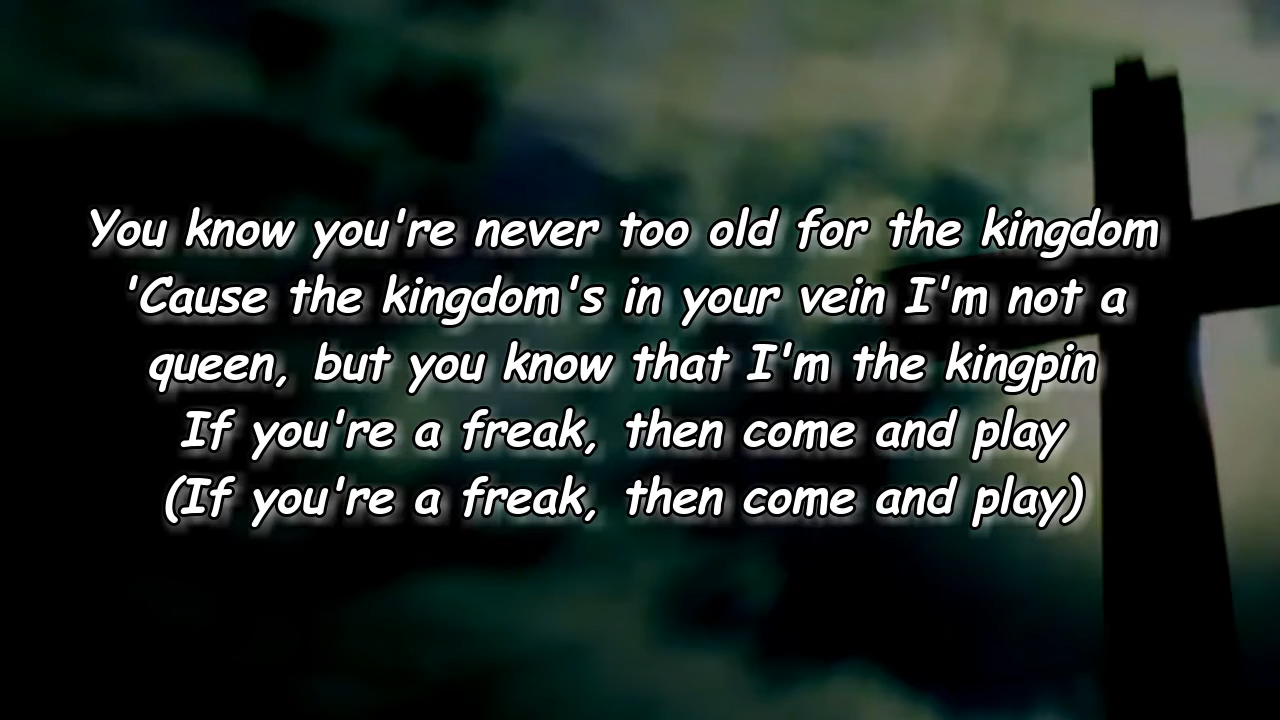 You know you're never too old for the kingdom
'Cause the kingdom's in your vein I'm not a
queen, but you know that I'm the kingpin
If you're a freak, then come and play
(If you're a freak, then come and play)